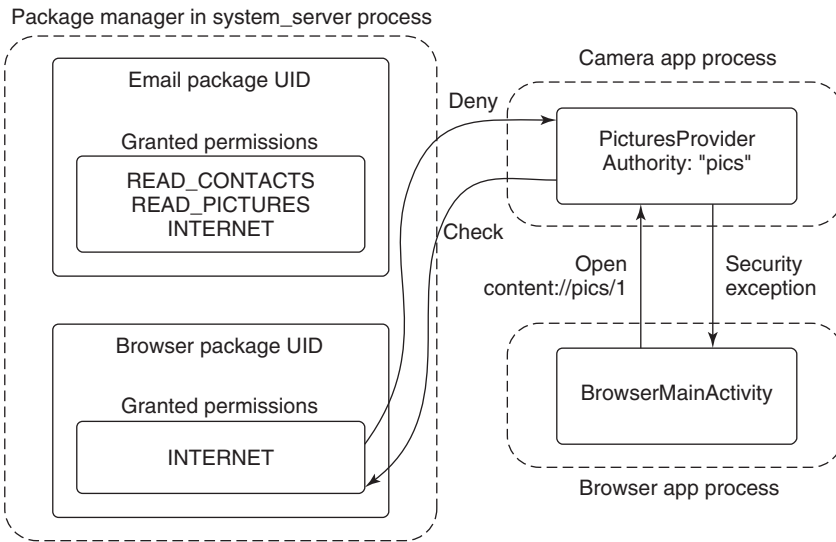 Package manager in system_server process
Email package UID
Granted permissions
READ_CONTACTS
READ_PICTURES
INTERNET
Browser package UID
Granted permissions
INTERNET
Deny
Check
Camera app process
PicturesProvider
Authority: "pics"
Open
content://pics/1
Security
exception
BrowserMainActivity
Browser app process